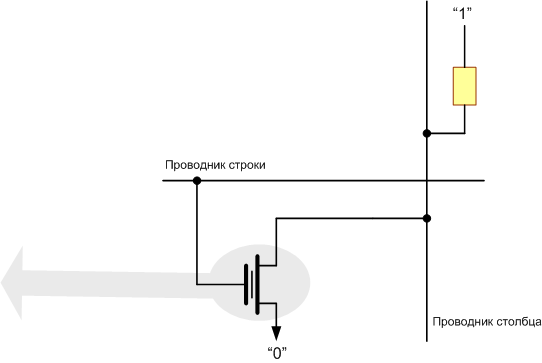 “1”
Проводник строки
Проводник столбца
“0”